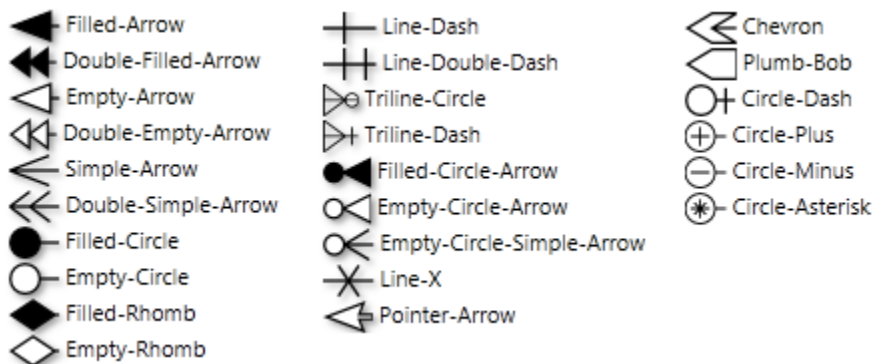 Filled-Arrow
Double-Filled-Arrow
Empty-Arrow
Double-Empty-Arrow
Simple-Arrow
Double-Simple-Arrow
Filled-Circle
Empty-Circle
Filled-Rhomb
Empty-Rhomb
Line-Dash
Line-Double-Dash
Triline-Circle
Triline-Dash
Filled-Circle-Arrow
Empty-Circle-Arrow
Empty-Circle-Simple-Arrow
Line-X
Pointer-Arrow
Chevron
Plumb-Bob
Circle-Dash
Circle-Plus
Circle-Minus
Circle-Asterisk